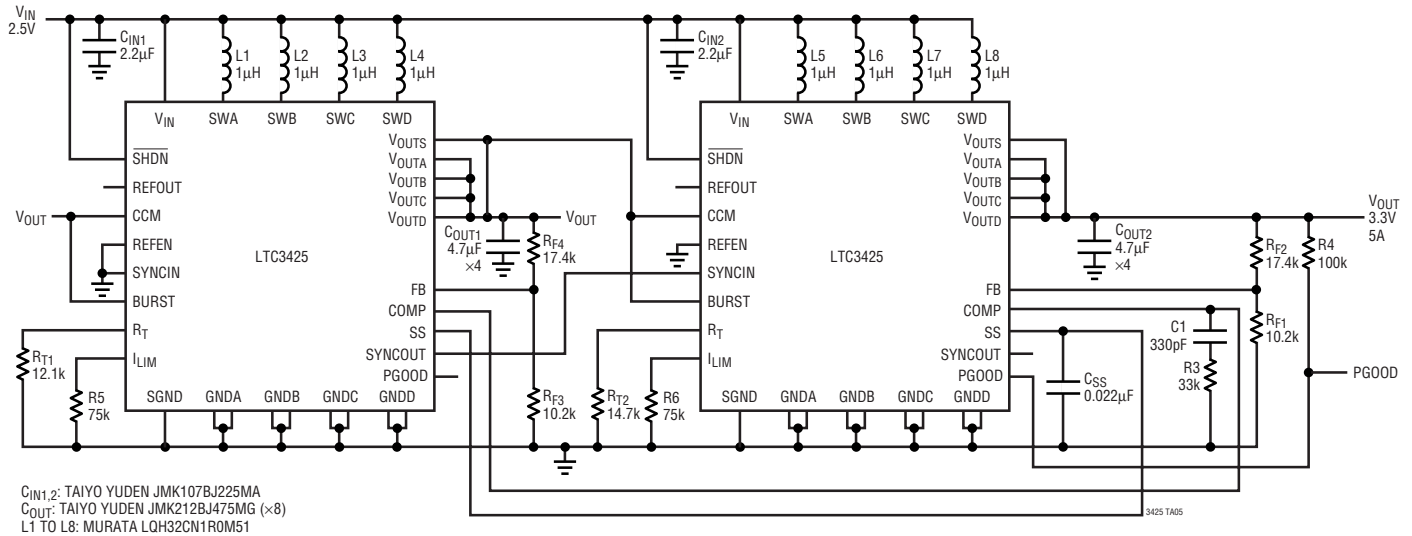 VIN
2.5V
CIN1
2.2µF
L1
1µH
L2
1µH
L3
1µH
L4
1µH
CIN2
2.2µF
L5
1µH
L6
1µH
L7
1µH
L8
1µH
VIN SWA SWB SWC SWD
SHDN
REFOUT
CCM
REFEN
SYNCIN
BURST
RT
ILIM
LTC3425
VOUTS
VOUTA
VOUTB
VOUTC
VOUTD
FB
COMP
SS
SYNCOUT
PGOOD
SGND GNDA GNDB GNDC GNDD
VOUT
RT1
12.1k
R5
75k
COUT1
4.7µF
×4
VOUT
RF4
17.4k
RF3
10.2k
VIN SWA SWB SWC SWD
SHDN
REFOUT
CCM
REFEN
SYNCIN
BURST
RT
ILIM
LTC3425
VOUTS
VOUTA
VOUTB
VOUTC
VOUTD
FB
COMP
SS
SYNCOUT
PGOOD
SGND GNDA GNDB GNDC GNDD
RT2
14.7k
R6
75k
COUT2
4.7µF
×4
RF2
17.4k
R4
100k
VOUT
3.3V
5A
C1
330pF
R3
33k
RF1
10.2k
CSS
0.022µF
PGOOD
CIN1,2: TAIYO YUDEN JMK107BJ225MA
COUT: TAIYO YUDEN JMK212BJ475MG (×8)
L1 TO L8: MURATA LQH32CN1R0M51
3425 TA05